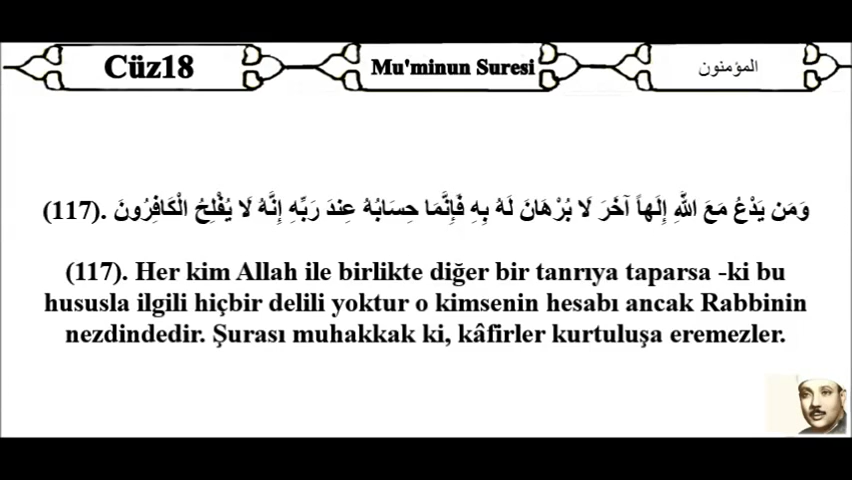 Cüz18
Mu'minun Suresi
المؤمنون
وَمَن يَدْعُ مَعَ اللَّهِ إِلَهاً آخَرَ لَا بُرْهَانَ لَهُ بِهِ فَإِنَّمَا حِسَابُهُ عِندَ رَبِّهِ إِنَّهُ لَا يُفْلِحُ الْكَافِرُونَ .(117)
(117). Her kim Allah ile birlikte diğer bir tanrıya taparsa -ki bu
hususla ilgili hiçbir delili yoktur o kimsenin hesabı ancak Rabbinin
nezdindedir. Şurası muhakkak ki, kâfirler kurtuluşa eremezler.